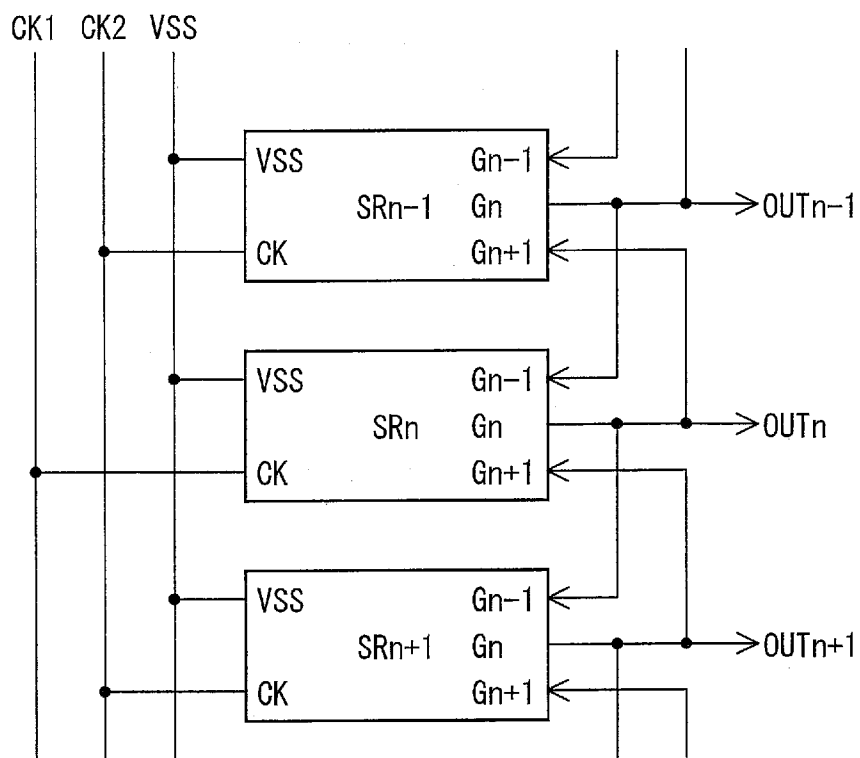 CK1 CK2 VSS
VSS Gn-1
SRn-1 Gn OUTn-1
CK Gn+1
VSS Gn-1
SRn Gn OUTn
CK Gn+1
VSS Gn-1
SRn+1 Gn OUTn+1
CK Gn+1